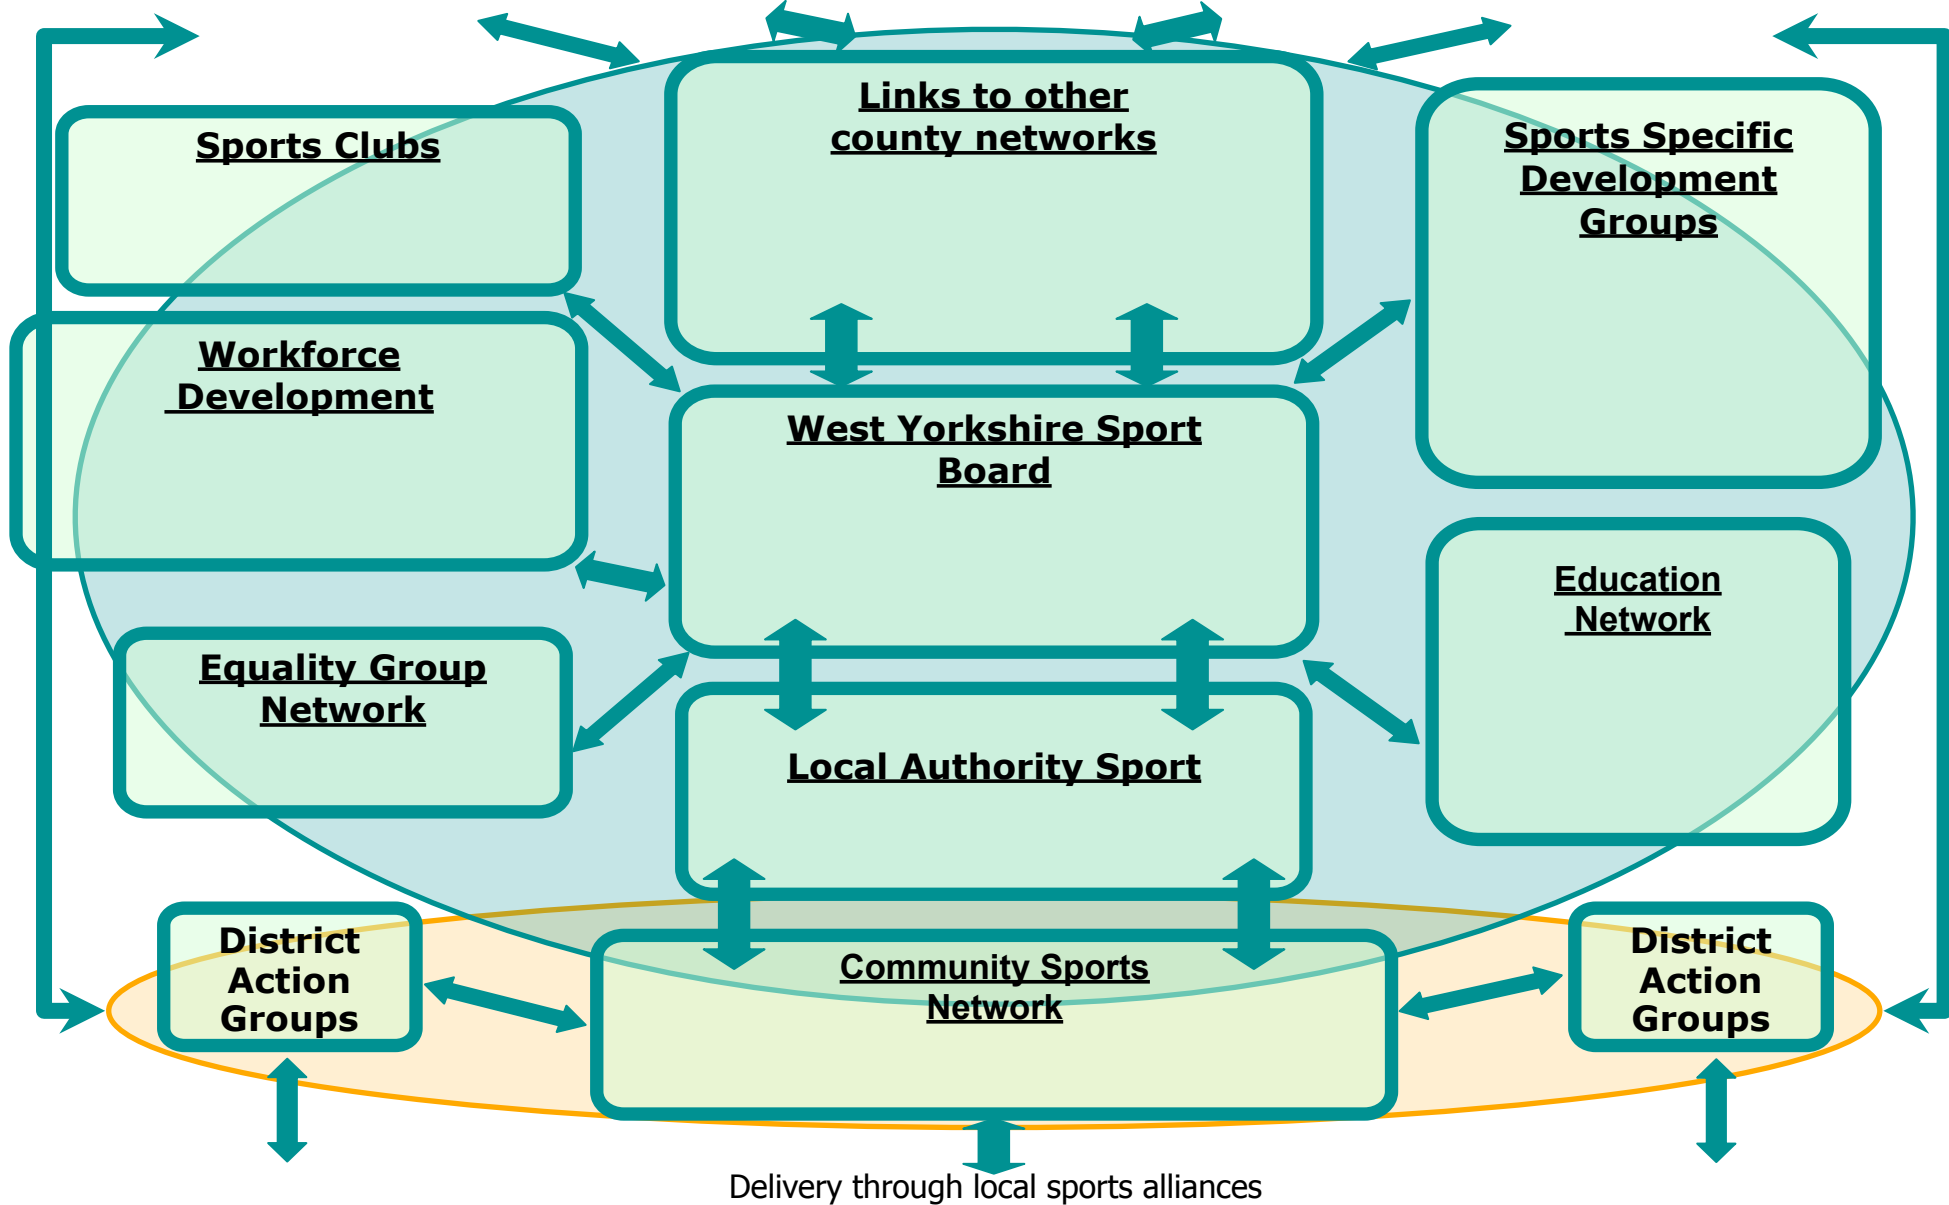 Links to other
county networks
Sports Clubs
Sports Specific
Development
Groups
Workforce
Development
West Yorkshire Sport
Board
Education
Network
Equality Group
Network
Local Authority Sport
District
Action
Groups
Community Sports
Network
District
Action
Groups
Delivery through local sports alliances